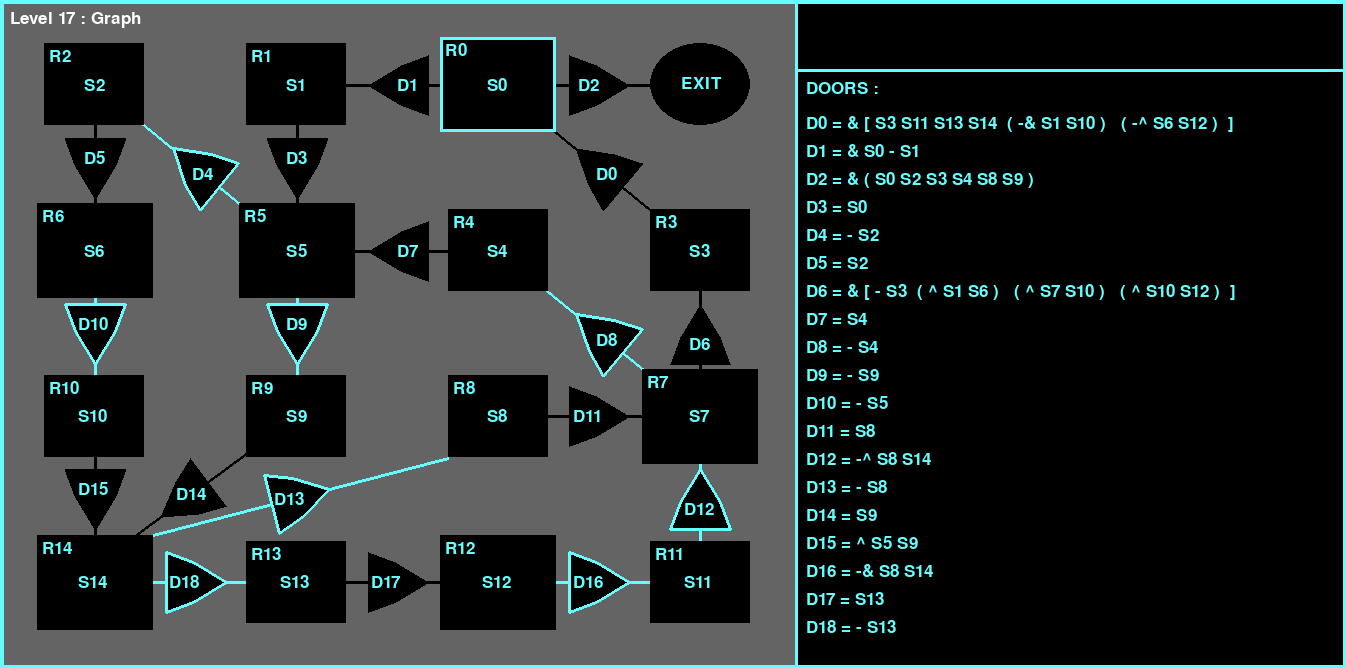 Level 17 : Graph
R2
S2
R1
S1
D1
R0
S0
D2
EXIT
D5
D4
D3
D0
R6
S6
R5
S5
D7
R4
S4
R3
S3
D10
D9
D8
D6
R10
S10
R9
S9
R8
S8
D11
R7
S7
D15
D14
D13
D12
R14
S14
D18
R13
S13
D17
R12
S12
D16
R11
S11
DOORS :
D0 = & [ S3 S11 S13 S14 ( -& S1 S10 ) ( -^ S6 S12 ) ]
D1 = & S0 - S1
D2 = & ( S0 S2 S3 S4 S8 S9 )
D3 = S0
D4 = - S2
D5 = S2
D6 = & [ - S3 ( ^ S1 S6 ) ( ^ S7 S10 ) ( ^ S10 S12 ) ]
D7 = S4
D8 = - S4
D9 = - S9
D10 = - S5
D11 = S8
D12 = -^ S8 S14
D13 = - S8
D14 = S9
D15 = ^ S5 S9
D16 = -& S8 S14
D17 = S13
D18 = - S13